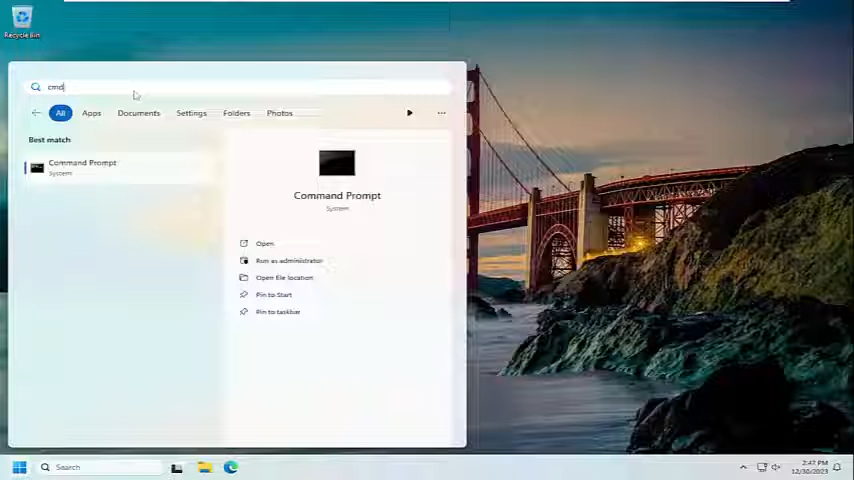 Recycle Bin
cmd
All Apps Documents Settings Folders Photos
Best match
Command Prompt
System
Command Prompt
System
Open
Run as administrator
Open file location
Pin to Start
Pin to taskbar
Search
2:47 PM
12/30/2023